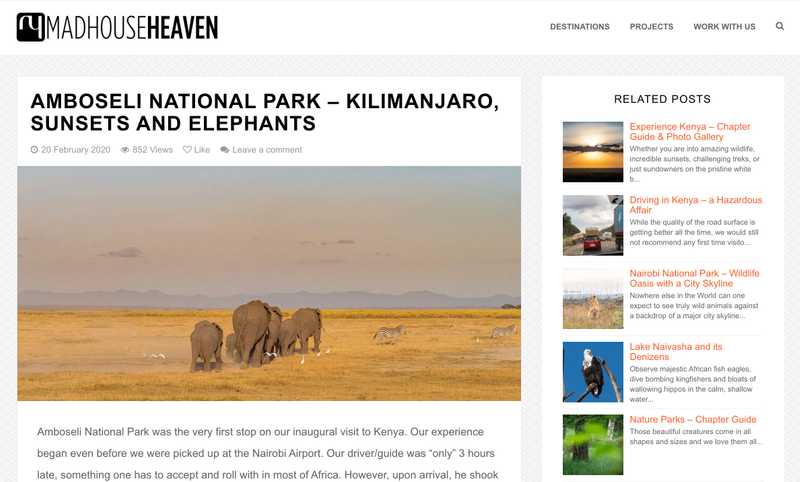 MADHOUSEHEAVEN
DESTINATIONS PROJECTS WORK WITH US
AMBOSELI NATIONAL PARK – KILIMANJARO,
SUNSETS AND ELEPHANTS
20 February 2020 852 Views Like Leave a comment
Amboseli National Park was the very first stop on our inaugural visit to Kenya. Our experience
began even before we were picked up at the Nairobi Airport. Our driver/guide was “only” 3 hours
late, something one has to accept and roll with in most of Africa. However, upon arrival, he shook
RELATED POSTS
Experience Kenya – Chapter
Guide & Photo Gallery
Whether you are into amazing wildlife,
incredible sunsets, challenging treks, or
just sundowners on the pristine white
b...
Driving in Kenya – a Hazardous
Affair
While the quality of the road surface is
getting better all the time, we would still
not recommend any first time visito...
Nairobi National Park – Wildlife
Oasis with a City Skyline
Nowhere else in the World can one
expect to see truly wild animals against
a backdrop of a major city skyline...
Lake Naivasha and its
Denizens
Observe majestic African fish eagles,
dive bombing kingfishers and bloats of
wallowing hippos in the calm, shallow
water...
Nature Parks – Chapter Guide
Those beautiful creatures come in all
shapes and sizes and we love them all...